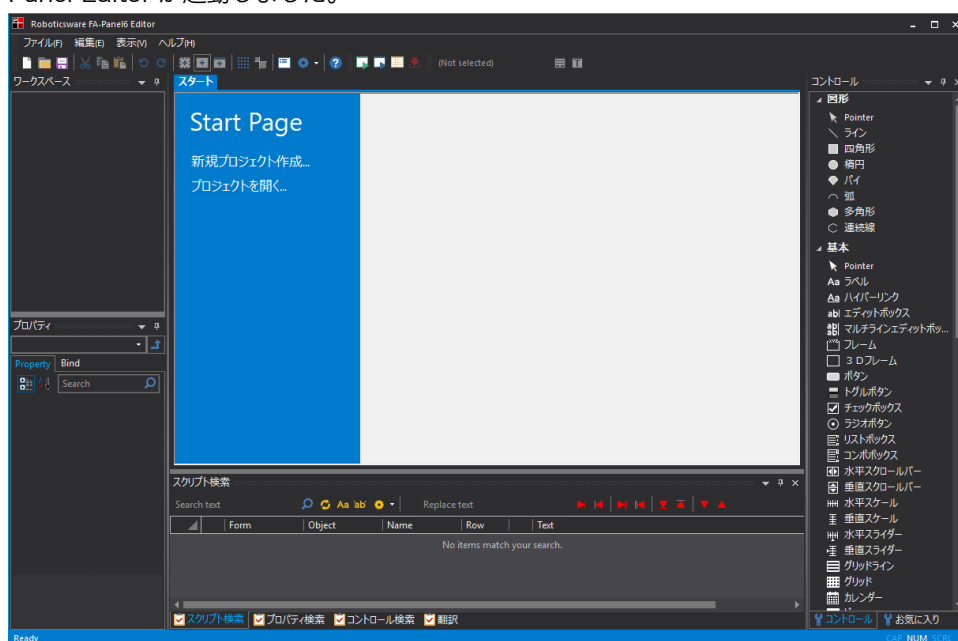 Panel Editor が起動しました。
Roboticsware FA-Panel6 Editor
ファイル(F) 編集(E) 表示(V) ヘルプ(H)
(Not selected)
ワークスペース
スタート
Start Page
新規プロジェクト作成...
プロジェクトを開く...
プロパティ
Property Bind
Search
スクリプト検索
Search text
Aa
Replace text
Form Object Name Row Text
No items match your search.
スクリプト検索 プロパティ検索 コントロール検索 翻訳
コントロール
図形
Pointer
ライン
四角形
楕円
パイ
弧
多角形
連続線
基本
Pointer
Aa ラベル
Aa ハイパーリンク
ab| エディットボックス
マルチラインエディットボッ...
フレーム
3Dフレーム
ボタン
トグルボタン
チェックボックス
ラジオボタン
リストボックス
コンボボックス
水平スクロールバー
垂直スクロールバー
水平スケール
垂直スケール
水平スライダー
垂直スライダー
グリッドライン
グリッド
カレンダー
コントロール お気に入り
Ready
CAP NUM SCRL